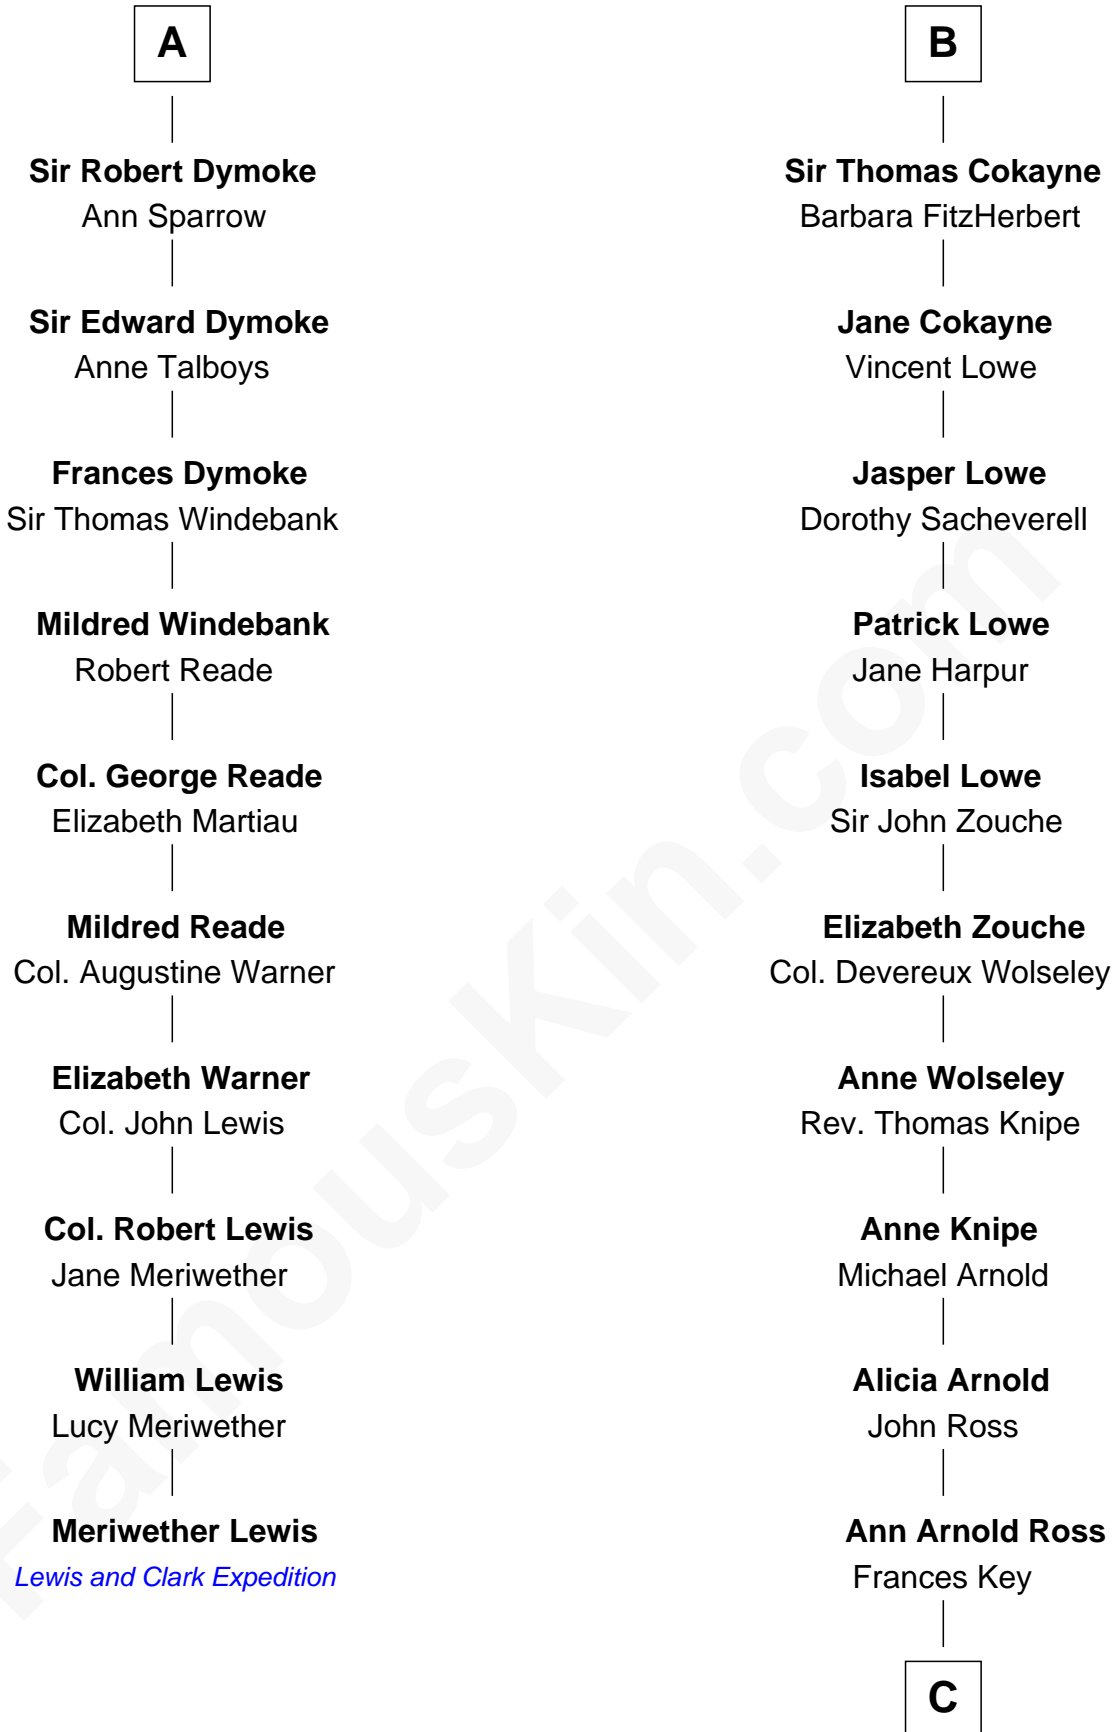 A
Sir Robert Dymoke
Ann Sparrow
Sir Edward Dymoke
Anne Talboys
Frances Dymoke
Sir Thomas Windebank
Mildred Windebank
Robert Reade
Col. George Reade
Elizabeth Martiau
Mildred Reade
Col. Augustine Warner
Elizabeth Warner
Col. John Lewis
Col. Robert Lewis
Jane Meriwether
William Lewis
Lucy Meriwether
Meriwether Lewis
Lewis and Clark Expedition
B
Sir Thomas Cokayne
Barbara FitzHerbert
Jane Cokayne
Vincent Lowe
Jasper Lowe
Dorothy Sacheverell
Patrick Lowe
Jane Harpur
Isabel Lowe
Sir John Zouche
Elizabeth Zouche
Col. Devereux Wolseley
Anne Wolseley
Rev. Thomas Knipe
Anne Knipe
Michael Arnold
Alicia Arnold
John Ross
Ann Arnold Ross
Frances Key
C
FamousKin.com